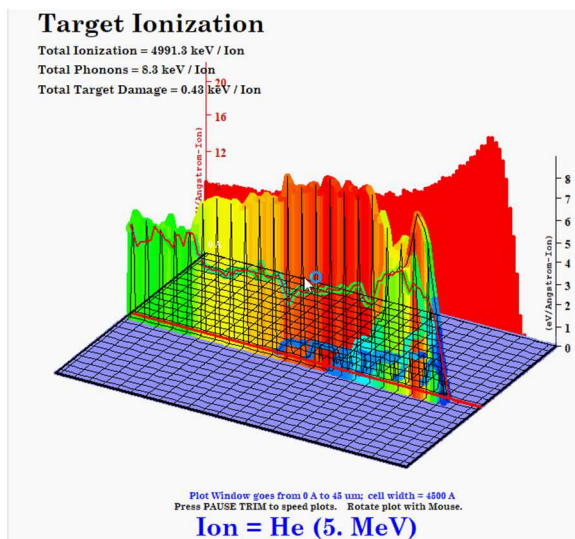 Target Ionization
Total Ionization = 4991.3 keV / Ion
Total Phonons = 8.3 keV / Ion
Total Target Damage = 0.43 keV / Ion
20
16
12
/Angstrom-Ion)
0 A
8
7
6
5
4
3
2
1
0
(eV/Angstrom-Ion)
Plot Window goes from 0 A to 45 um; cell width = 4500 A
Press PAUSE TRIM to speed plots. Rotate plot with Mouse.
Ion = He (5. MeV)